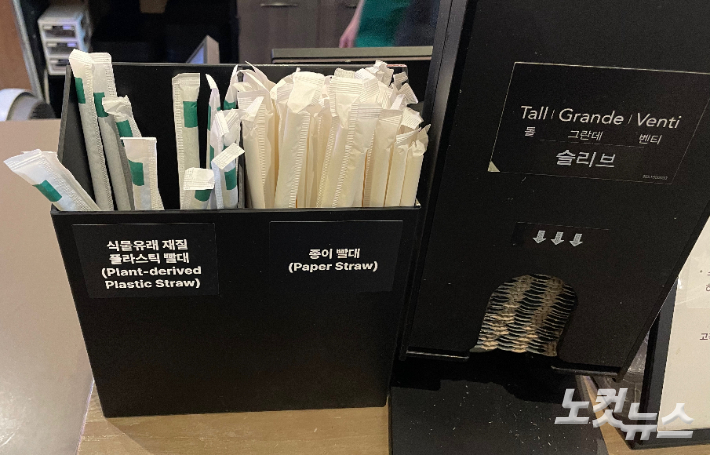 식물유래 재질
플라스틱 빨대
(Plant-derived
Plastic Straw)
종이 빨대
(Paper Straw)
Tall | Grande | Venti
톨 그란데 벤티
슬리브
노컷뉴스